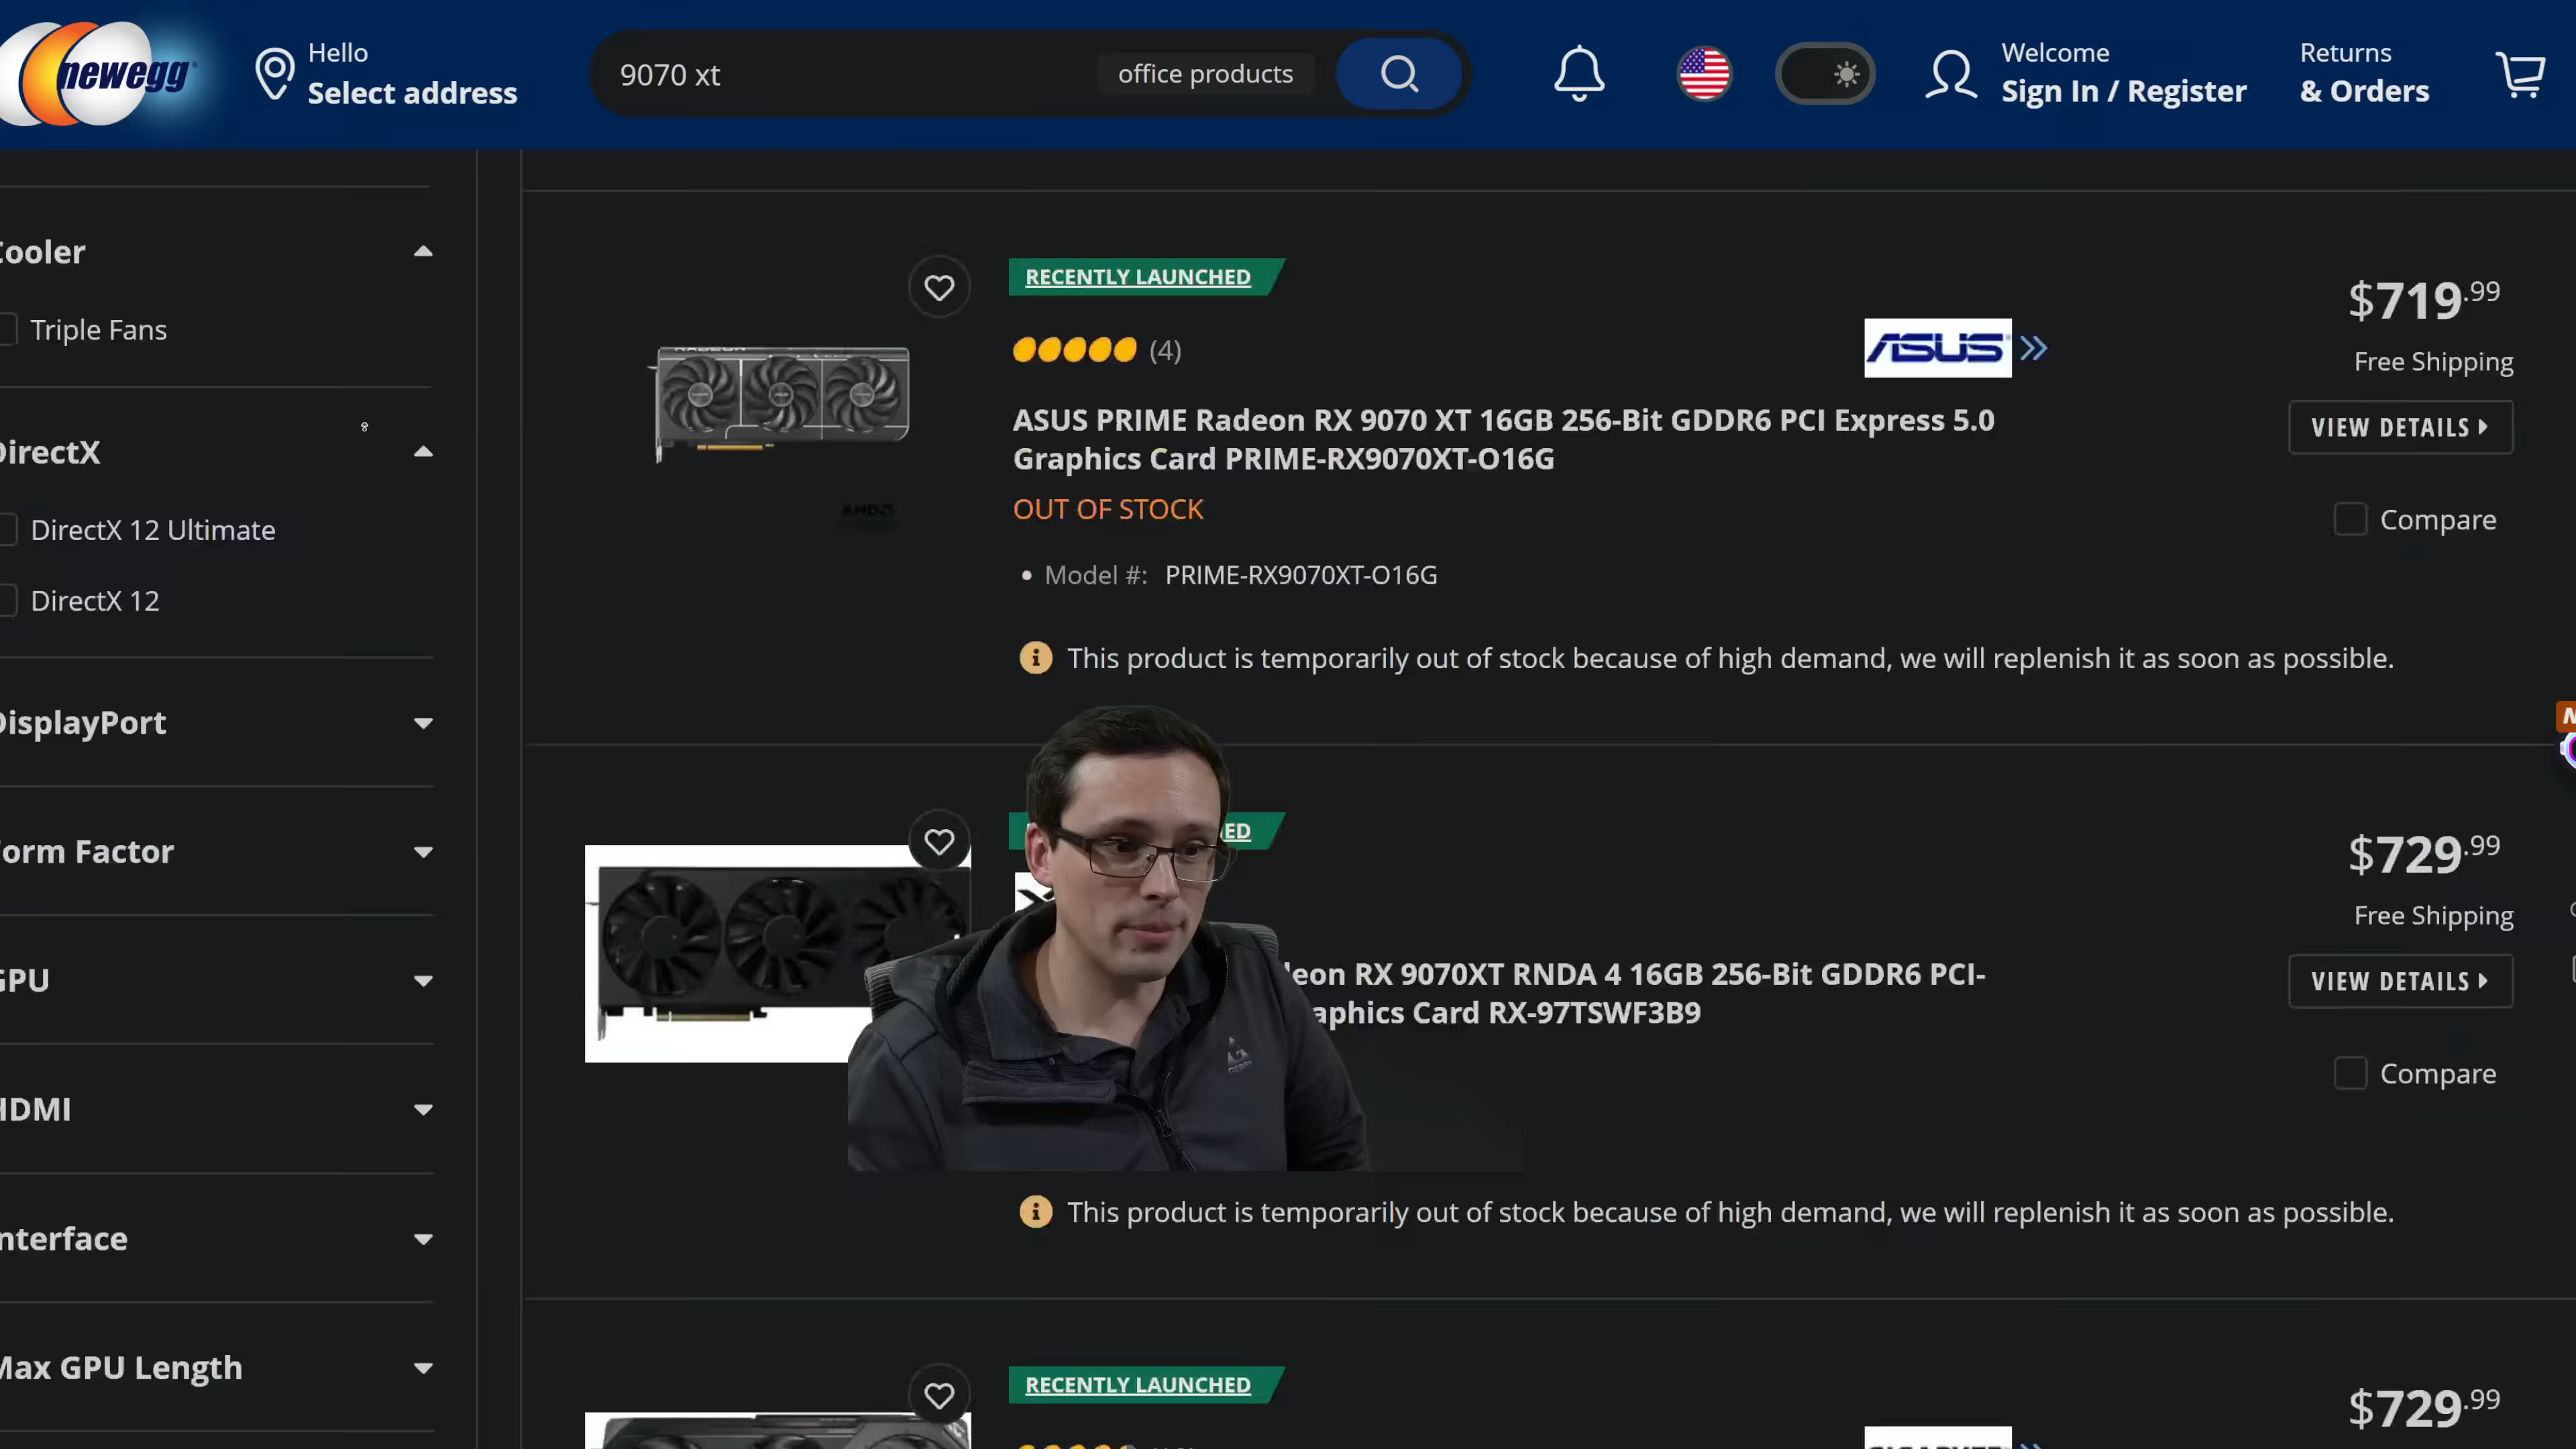 newegg
Hello
Select address
9070 xt
office products
Welcome
Sign In / Register
Returns
& Orders
Cooler
Triple Fans
DirectX
DirectX 12 Ultimate
DirectX 12
DisplayPort
Form Factor
GPU
HDMI
Interface
Max GPU Length
RECENTLY LAUNCHED
(4)
ASUS
ASUS PRIME Radeon RX 9070 XT 16GB 256-Bit GDDR6 PCI Express 5.0
Graphics Card PRIME-RX9070XT-O16G
OUT OF STOCK
Model #: PRIME-RX9070XT-O16G
This product is temporarily out of stock because of high demand, we will replenish it as soon as possible.
$719.99
Free Shipping
VIEW DETAILS
Compare
RX 9070XT RNDA 4 16GB 256-Bit GDDR6 PCI-
Card RX-97TSWF3B9
This product is temporarily out of stock because of high demand, we will replenish it as soon as possible.
$729.99
Free Shipping
VIEW DETAILS
Compare
RECENTLY LAUNCHED
$729.99